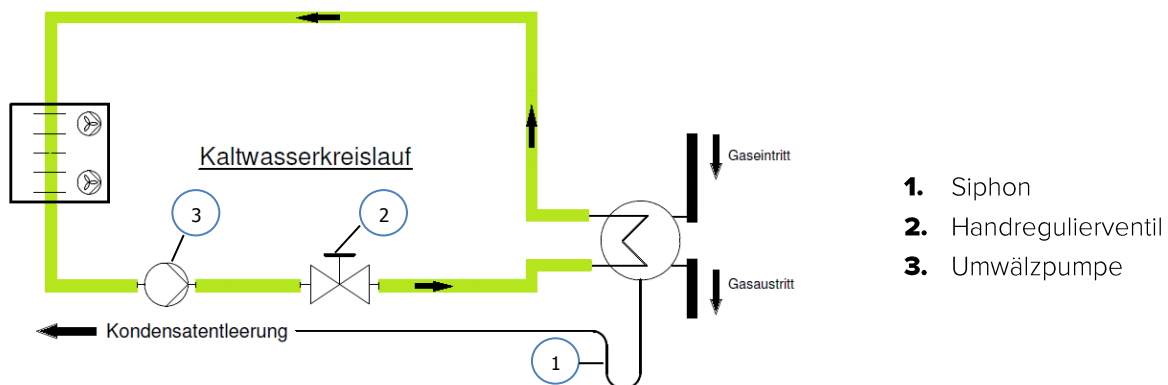 Kaltwasserkreislauf
Gaseintritt
3
2
Gasaustritt
Kondensatentleerung
1
1. Siphon
2. Handregulierventil
3. Umwälzpumpe